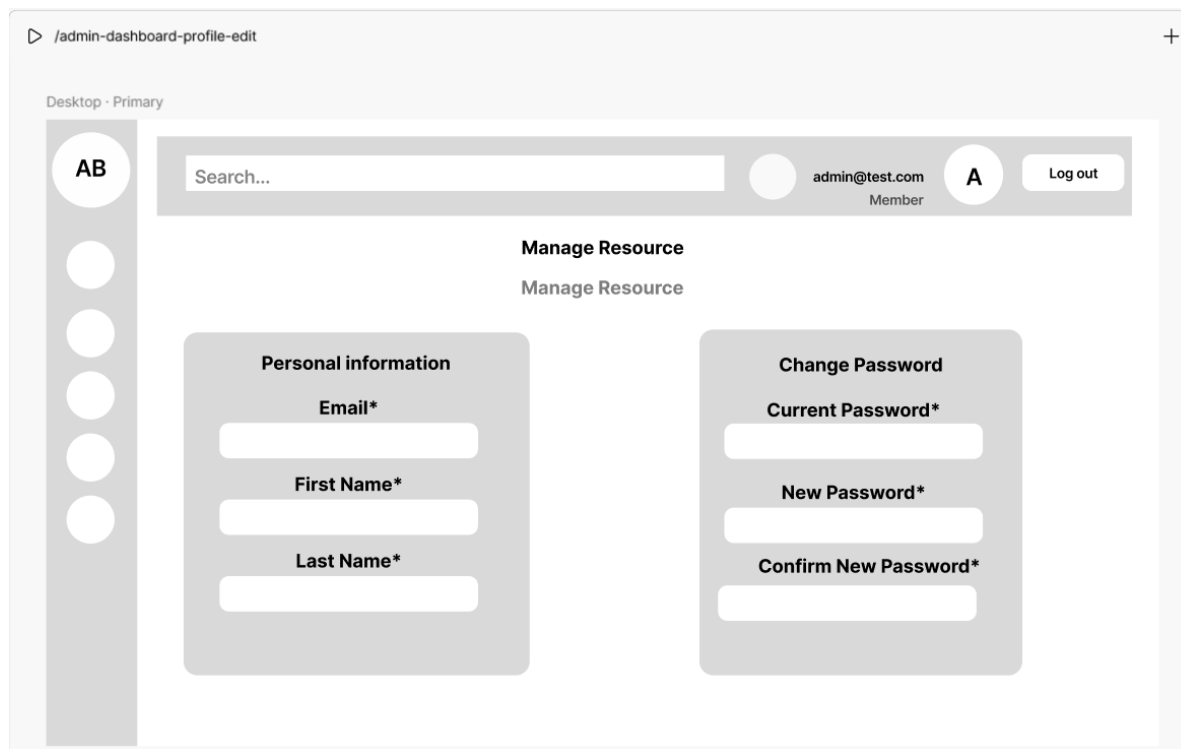 /admin-dashboard-profile-edit
Desktop · Primary
AB
Search...
admin@test.com
Member
A
Log out
Manage Resource
Manage Resource
Personal information
Email*
First Name*
Last Name*
Change Password
Current Password*
New Password*
Confirm New Password*